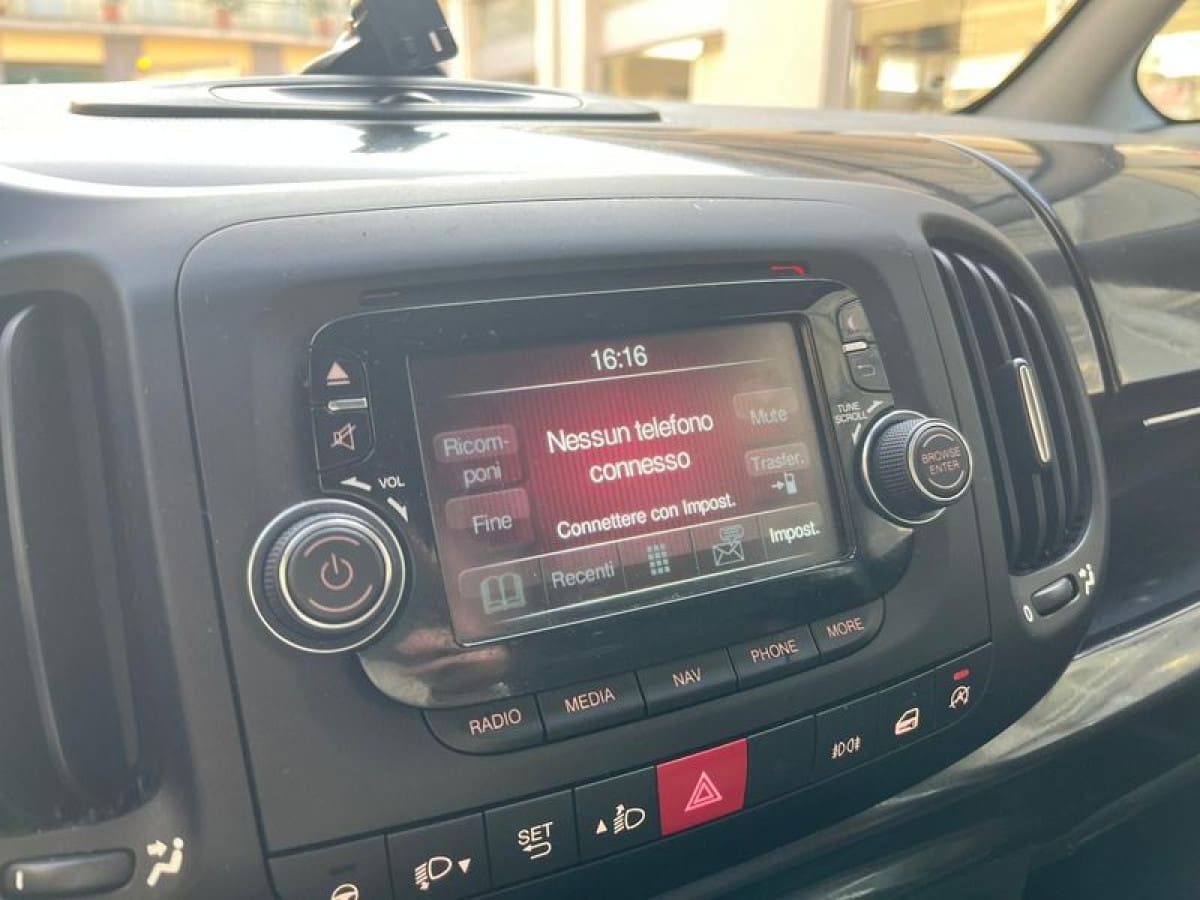 16:16
Ricom-
poni
Nessun telefono
connesso
Mute
Trasfer.
Fine
Connettere con Impost.
Recenti
Impost.
VOL
TUNE
SCROLL
BROWSE
ENTER
RADIO
MEDIA
NAV
PHONE
MORE
0
SET